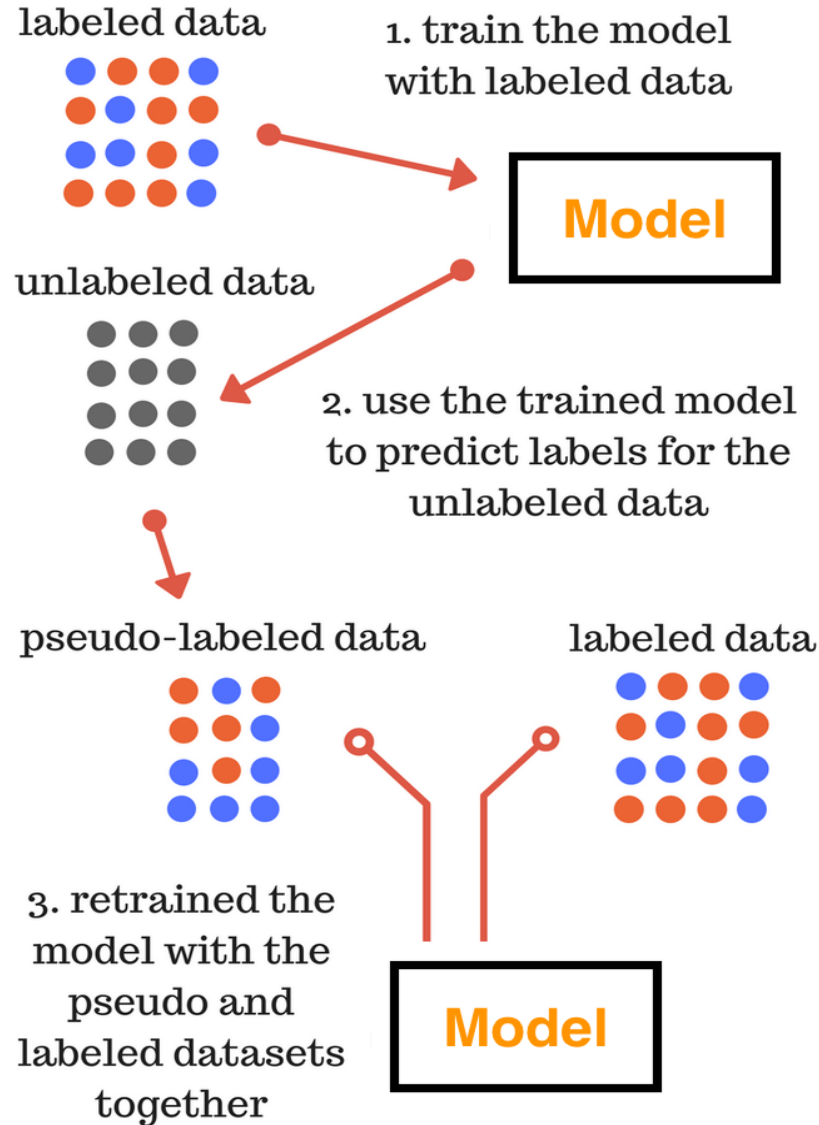 labeled data
1. train the model
with labeled data
Model
unlabeled data
2. use the trained model
to predict labels for the
unlabeled data
pseudo-labeled data
labeled data
3. retrained the
model with the
pseudo and
labeled datasets
together
Model